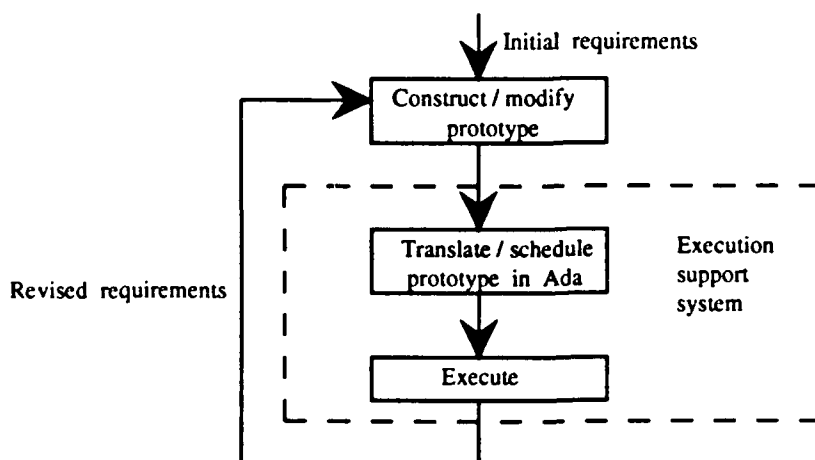 Initial requirements
Construct / modify
prototype
Translate / schedule
prototype in Ada
Execution
support
system
Revised requirements
Execute